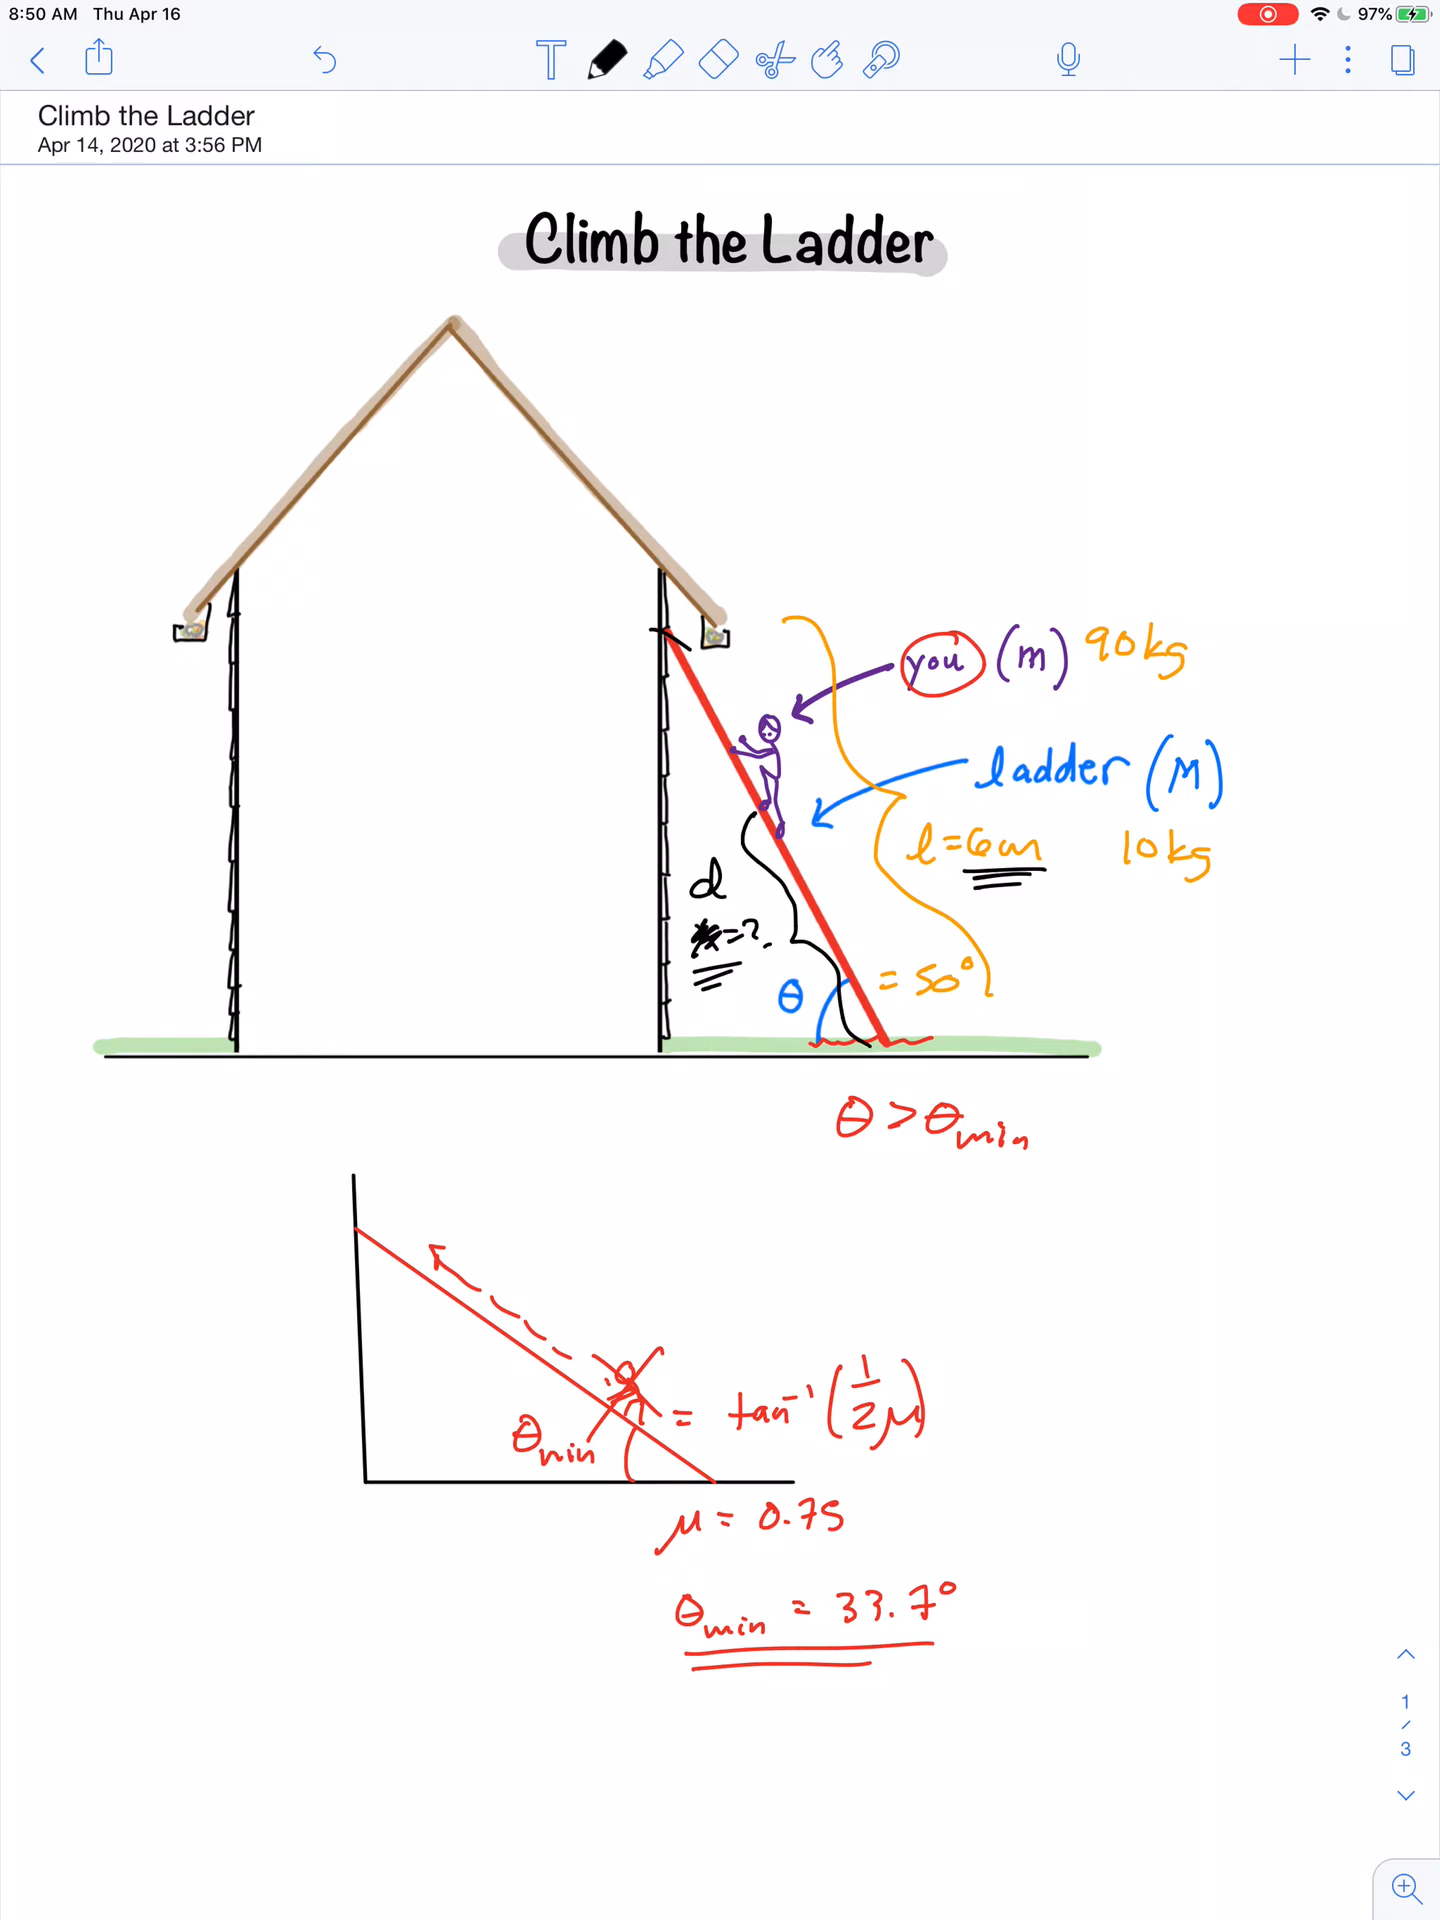 8:50 AM Thu Apr 16
97%
Climb the Ladder
Apr 14, 2020 at 3:56 PM
Climb the Ladder
you (m) 90kg
ladder (M)
l=6m 10kg
d
=?
θ = 50°
θ > θmin
θmin = tan⁻¹(1/2μ)
μ = 0.75
θmin = 33.7°
1
/
3